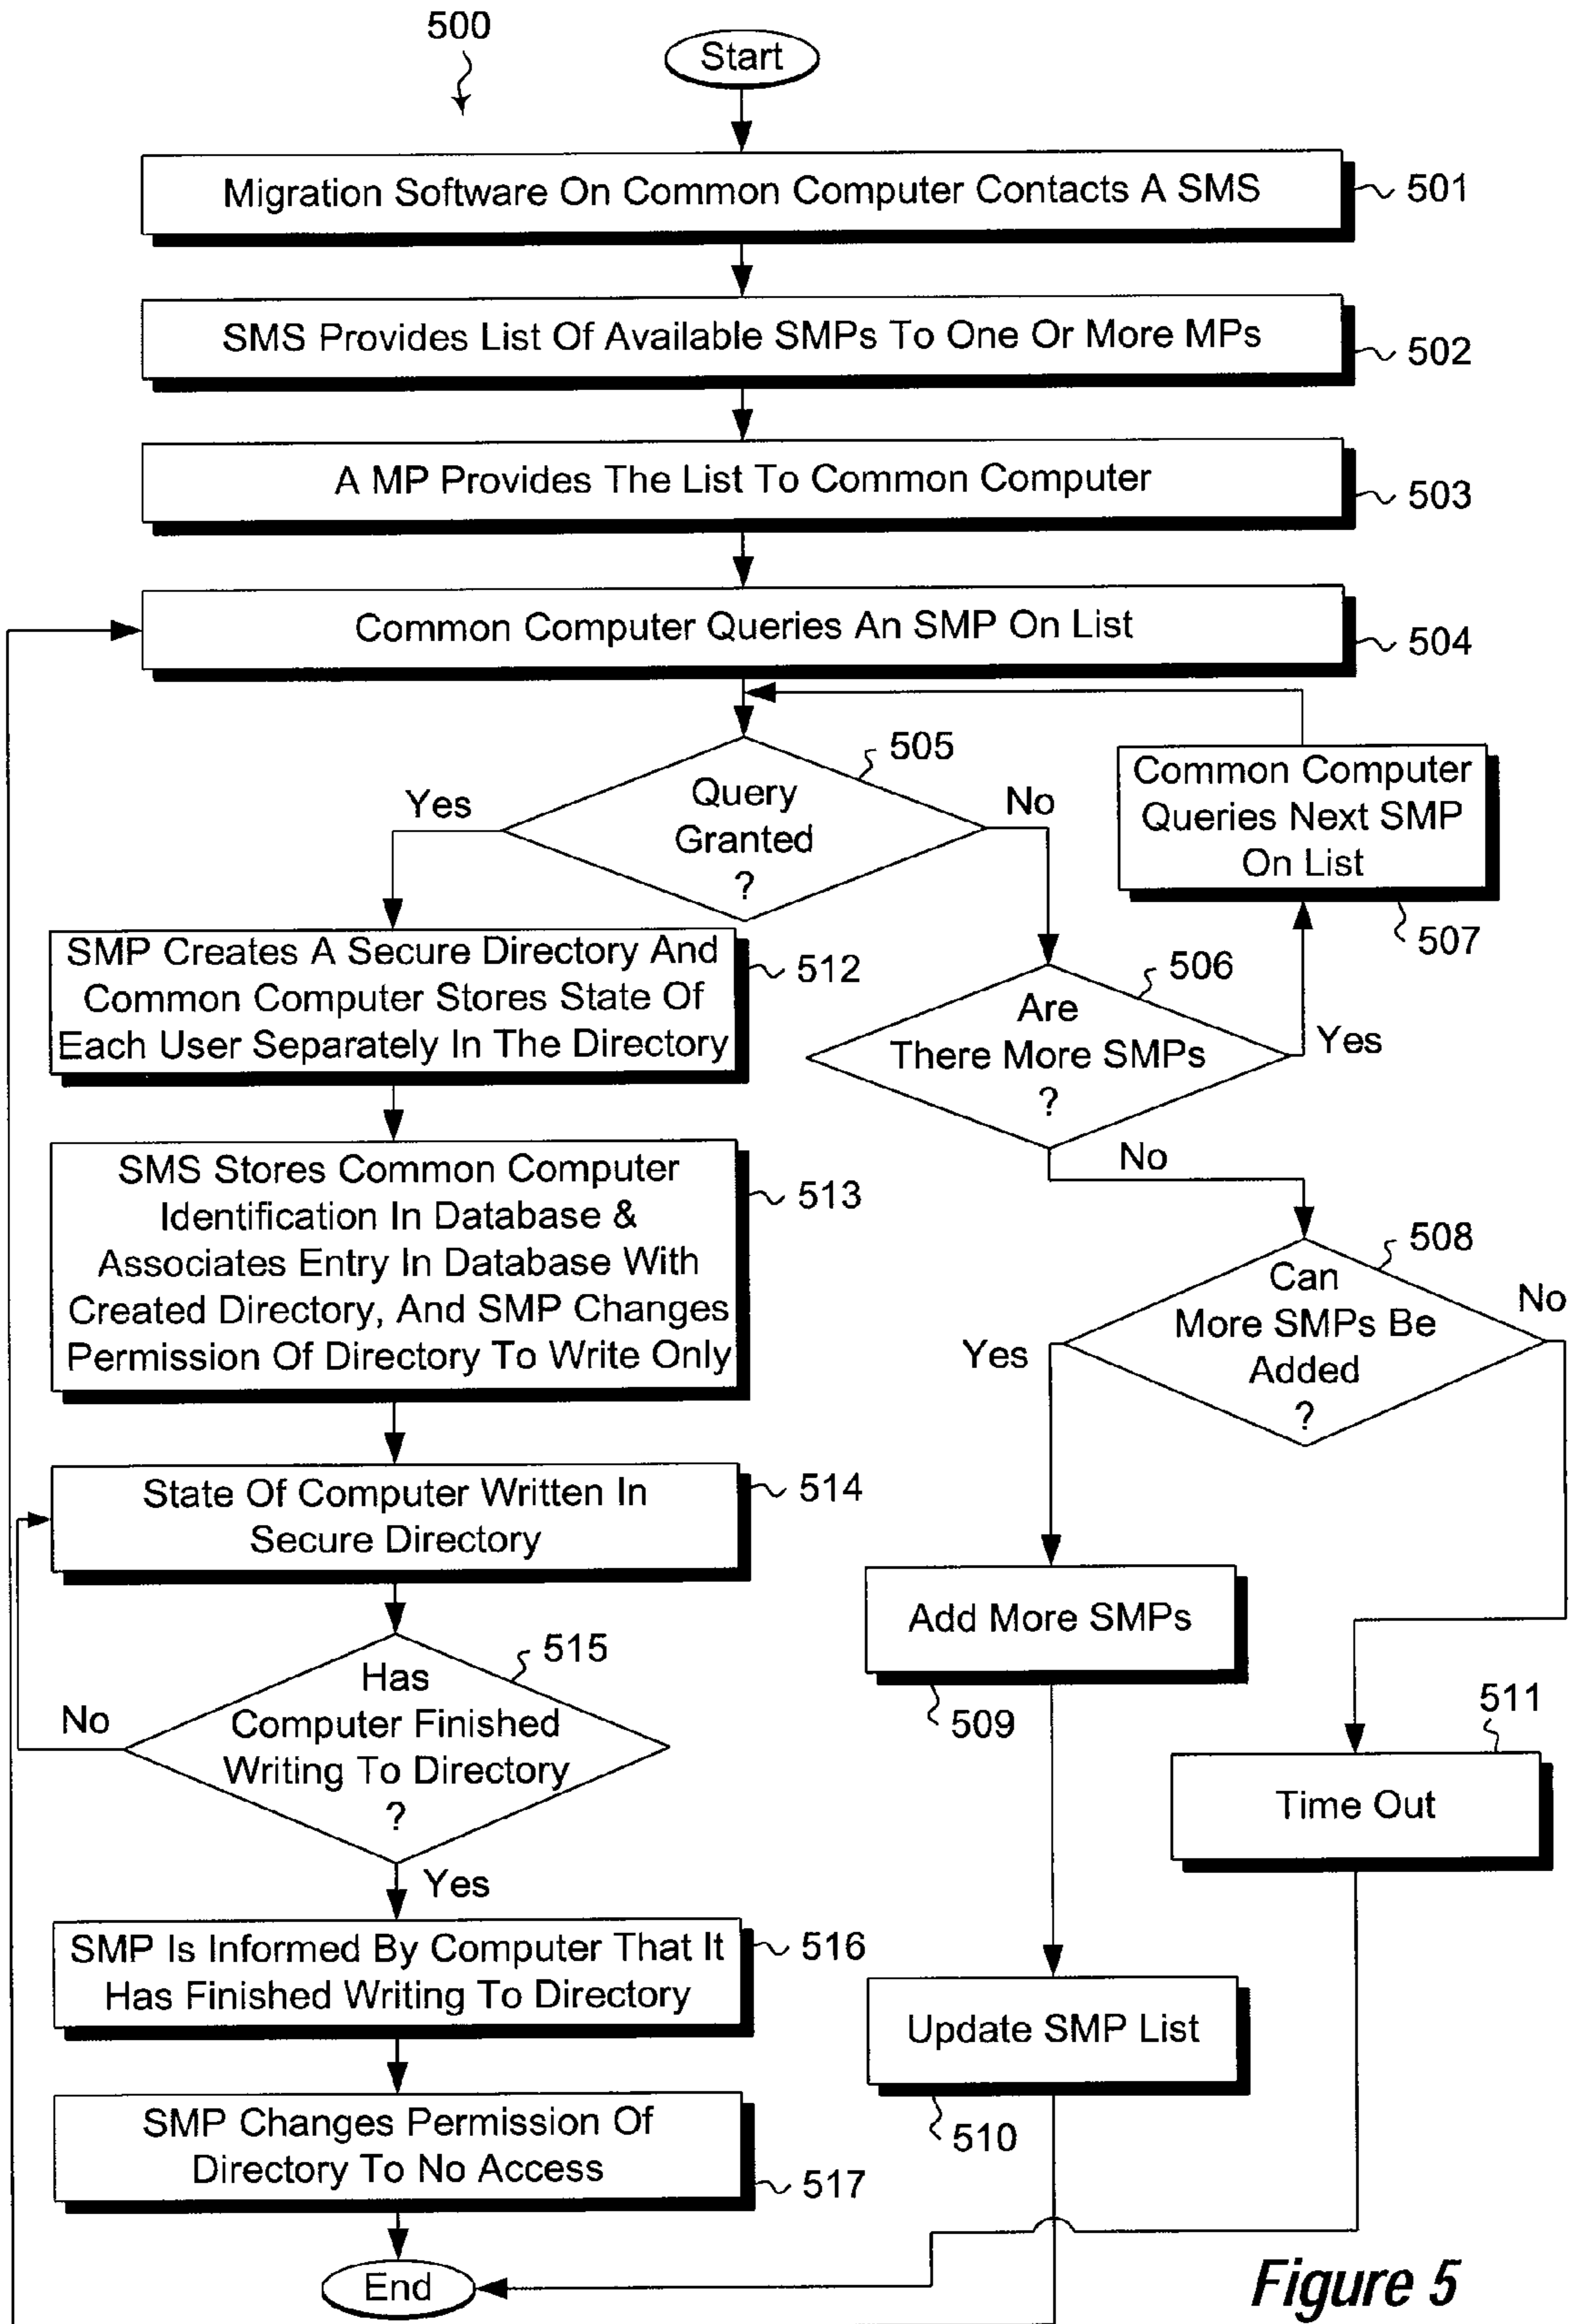 500
Start
Migration Software On Common Computer Contacts A SMS
501
SMS Provides List Of Available SMPs To One Or More MPs
502
A MP Provides The List To Common Computer
503
Common Computer Queries An SMP On List
504
505
Query
Granted
?
Yes
No
Common Computer
Queries Next SMP
On List
507
SMP Creates A Secure Directory And
Common Computer Stores State Of
Each User Separately In The Directory
512
506
Are
There More SMPs
?
Yes
No
SMS Stores Common Computer
Identification In Database &
Associates Entry In Database With
Created Directory, And SMP Changes
Permission Of Directory To Write Only
513
508
Can
More SMPs Be
Added
?
Yes
No
State Of Computer Written In
Secure Directory
514
Add More SMPs
509
515
Has
Computer Finished
Writing To Directory
?
No
Yes
511
Time Out
SMP Is Informed By Computer That It
Has Finished Writing To Directory
516
Update SMP List
510
SMP Changes Permission Of
Directory To No Access
517
End
Figure 5